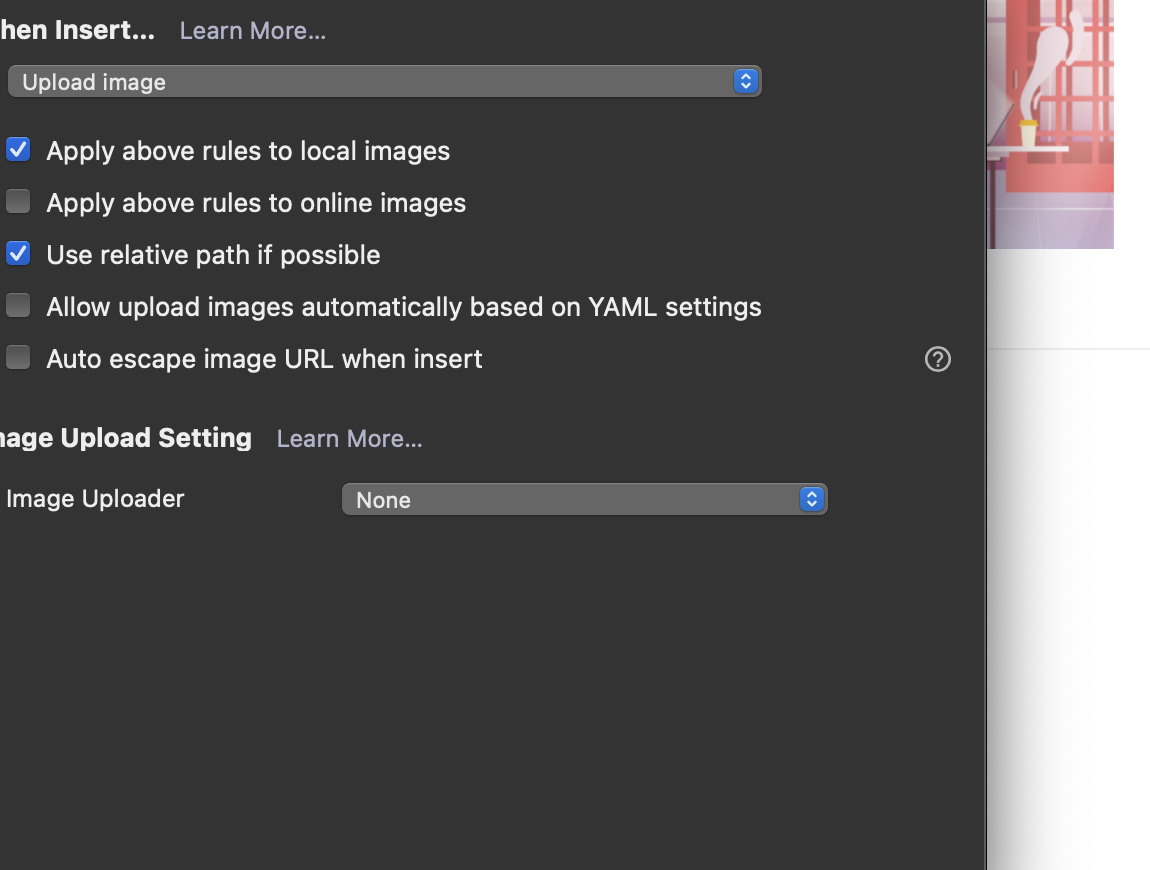 hen Insert... Learn More...
Upload image
Apply above rules to local images
Apply above rules to online images
Use relative path if possible
Allow upload images automatically based on YAML settings
Auto escape image URL when insert ?
age Upload Setting Learn More...
Image Uploader None